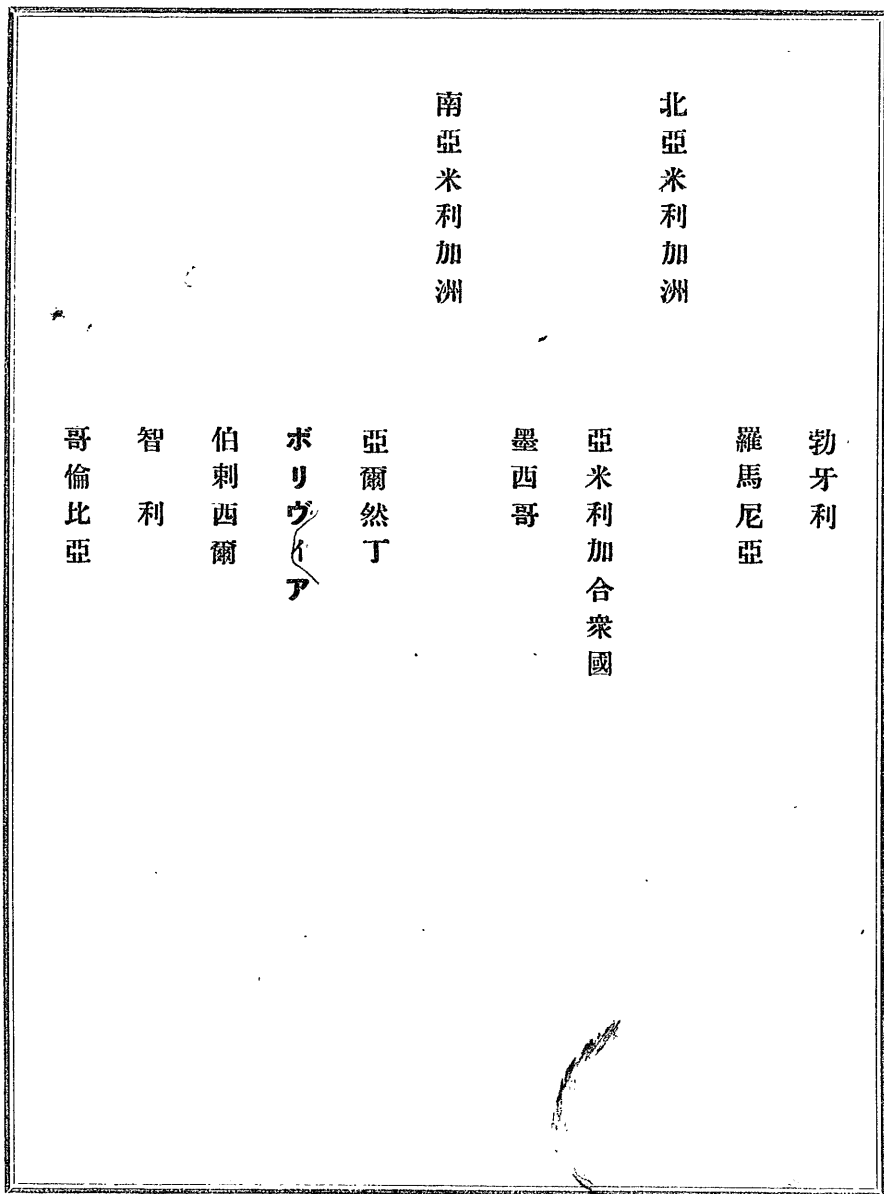 勃牙利
羅馬尼亞
北亞米利加洲
亞米利加合衆國
墨西哥
南亞米利加洲
亞爾然丁
ボリヴィア
伯剌西爾
智利
哥倫比亞